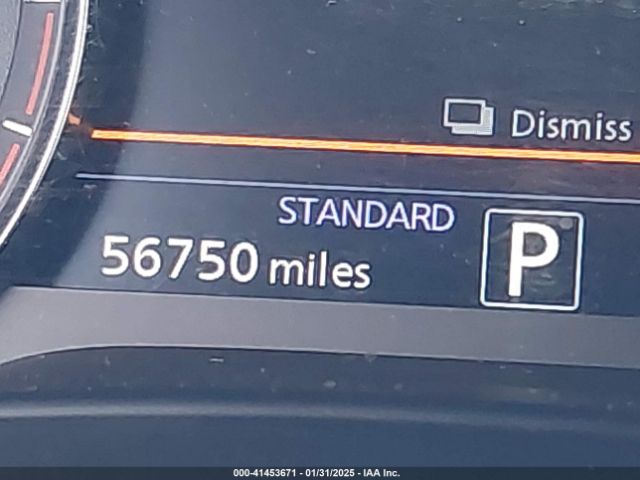 Dismiss
STANDARD
P
56750 miles
000-41453671 - 01/31/2025 - IAA Inc.